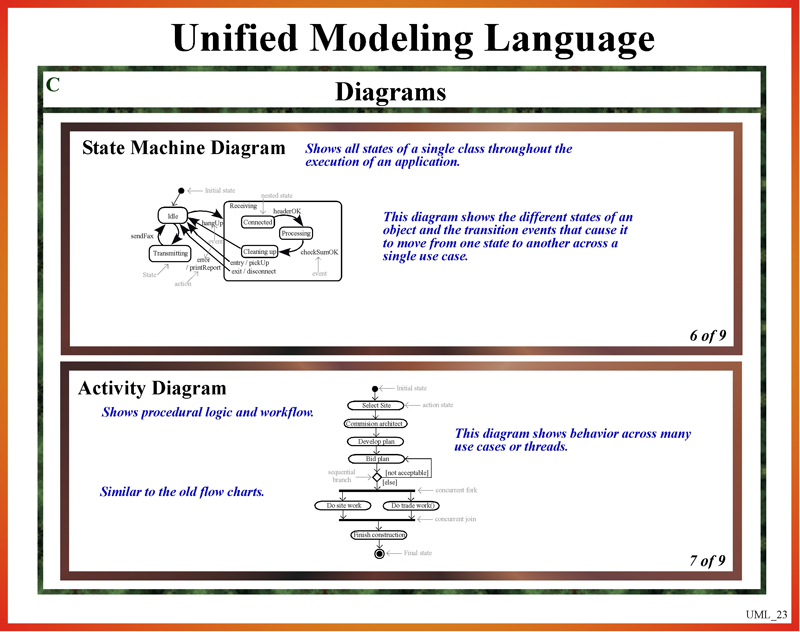 Unified Modeling Language
C
Diagrams
State Machine Diagram
Shows all states of a single class throughout the
execution of an application.
Initial state
nested state
Receiving
Idle
headerOK
hangUp
Connected
Processing
sendFax
event
Transmitting
Cleaning up
checkSumOK
error
/ printReport
entry / pickUp
exit / disconnect
State
action
event
This diagram shows the different states of an
object and the transition events that cause it
to move from one state to another across a
single use case.
6 of 9
Activity Diagram
Shows procedural logic and workflow.
Similar to the old flow charts.
Initial state
Select Site
action state
Commision architect
Develop plan
Bid plan
sequential
branch
[not acceptable]
[else]
concurrent fork
Do site work
Do trade work()
concurrent join
Finish construction
Final state
This diagram shows behavior across many
use cases or threads.
7 of 9
UML_23